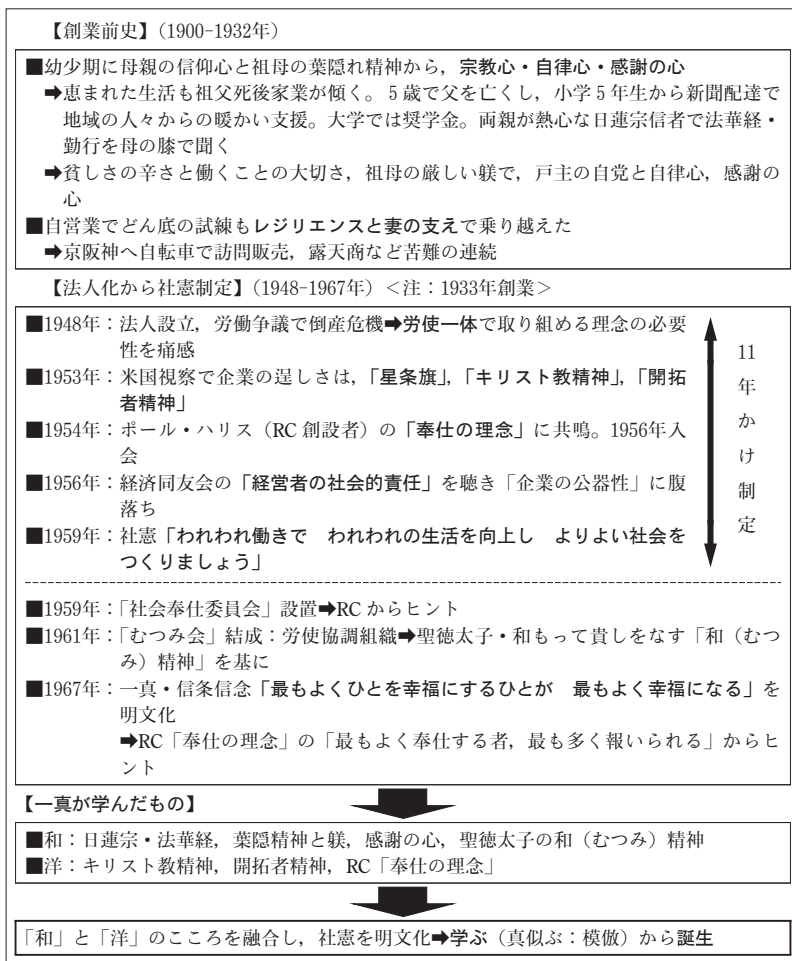 【創業前史】(1900-1932年)
■幼少期に母親の信仰心と祖母の葉隠れ精神から，宗教心・自律心・感謝の心
➡恵まれた生活も祖父死後家業が傾く。5歳で父を亡くし，小学5年生から新聞配達で
地域の人々からの暖かい支援。大学では奨学金。両親が熱心な日蓮宗信者で法華経・
勤行を母の膝で聞く
➡貧しさの辛さと働くことの大切さ，祖母の厳しい躾で，戸主の自覚と自律心，感謝の
心
■自営業でどん底の試練もレジリエンスと妻の支えで乗り越えた
➡京阪神へ自転車で訪問販売，露天商など苦難の連続
【法人化から社憲制定】(1948-1967年) <注：1933年創業>
■1948年：法人設立，労働争議で倒産危機➡労使一体で取り組める理念の必要
性を痛感
■1953年：米国視察で企業の逞しさは，「星条旗」，「キリスト教精神」，「開拓
者精神」
■1954年：ポール・ハリス（RC創設者）の「奉仕の理念」に共鳴。1956年入
会
■1956年：経済同友会の「経営者の社会的責任」を聴き「企業の公器性」に腹
落ち
■1959年：社憲「われわれ働きで　われわれの生活を向上し　よりよい社会を
つくりましょう」
11年かけ制定
■1959年：「社会奉仕委員会」設置➡RCからヒント
■1961年：「むつみ会」結成：労使協調組織➡聖徳太子・和もって貴しをなす「和（むつ
み）精神」を基に
■1967年：一真・信条信念「最もよくひとを幸福にするひとが　最もよく幸福になる」を
明文化
➡RC「奉仕の理念」の「最もよく奉仕する者，最も多く報いられる」からヒ
ント
【一真が学んだもの】
■和：日蓮宗・法華経，葉隠精神と躾，感謝の心，聖徳太子の和（むつみ）精神
■洋：キリスト教精神，開拓者精神，RC「奉仕の理念」
「和」と「洋」のこころを融合し，社憲を明文化➡学ぶ（真似ぶ：模倣）から誕生